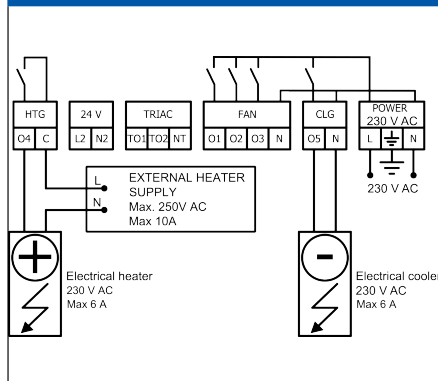 HTG
24 V
TRIAC
FAN
CLG
POWER
230 V AC
O4 C
L2 N2
TO1 TO2 NT
O1 O2 O3 N
O5 N
L N
230 V AC
L
N
EXTERNAL HEATER
SUPPLY
Max. 250V AC
Max 10A
+
Electrical heater
230 V AC
Max 6 A
-
Electrical cooler
230 V AC
Max 6 A